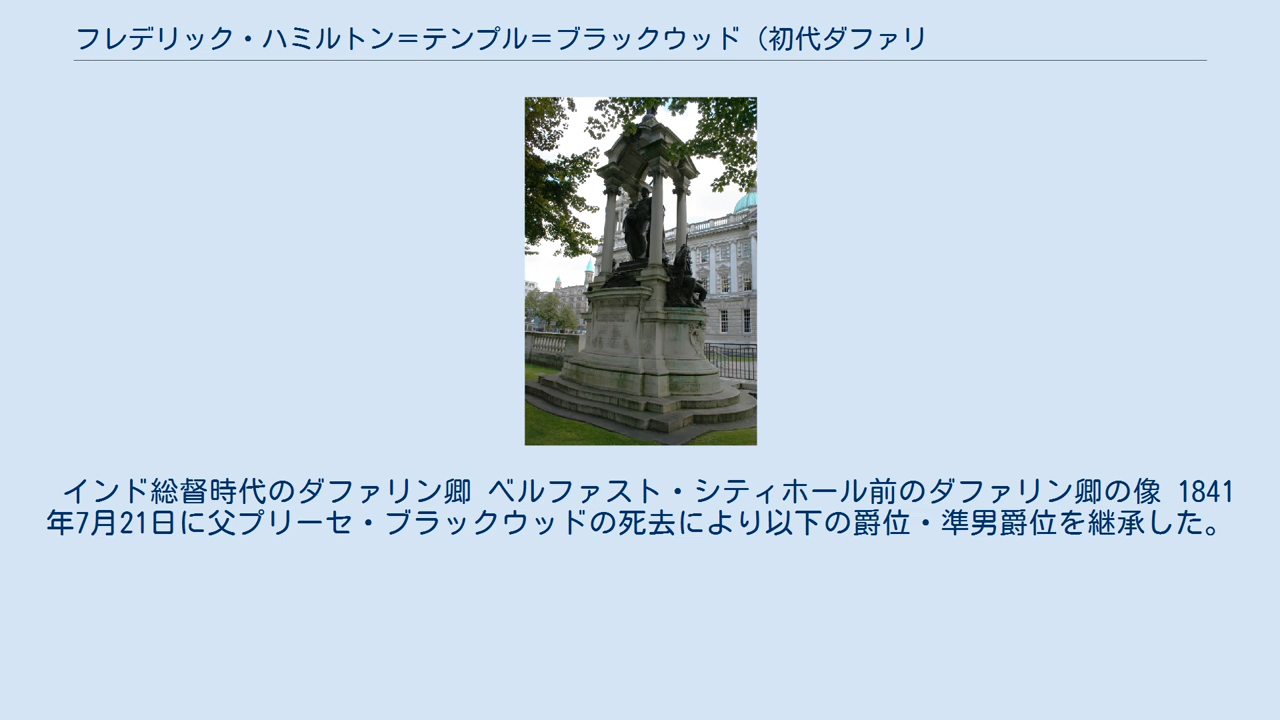 フレデリック・ハミルトン＝テンプル＝ブラックウッド（初代ダファリ
インド総督時代のダファリン卿 ベルファスト・シティホール前のダファリン卿の像 1841
年7月21日に父プリーセ・ブラックウッドの死去により以下の爵位・準男爵位を継承した。